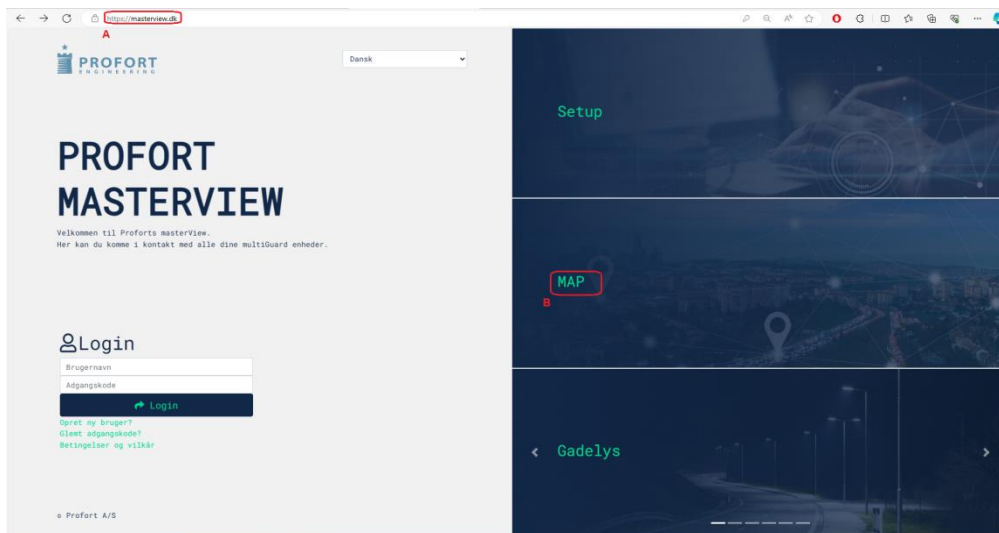 https://masterview.dk
A
PROFORT
ENGINEERING
Dansk
PROFORT
MASTERVIEW
Velkommen til Proforts masterView.
Her kan du komme i kontakt med alle dine multiGuard enheder.
Login
Brugernavn
Adgangskode
Login
Opret ny bruger?
Glemt adgangskode?
Betingelser og vilkår
© Profort A/S
Setup
MAP
B
Gadelys